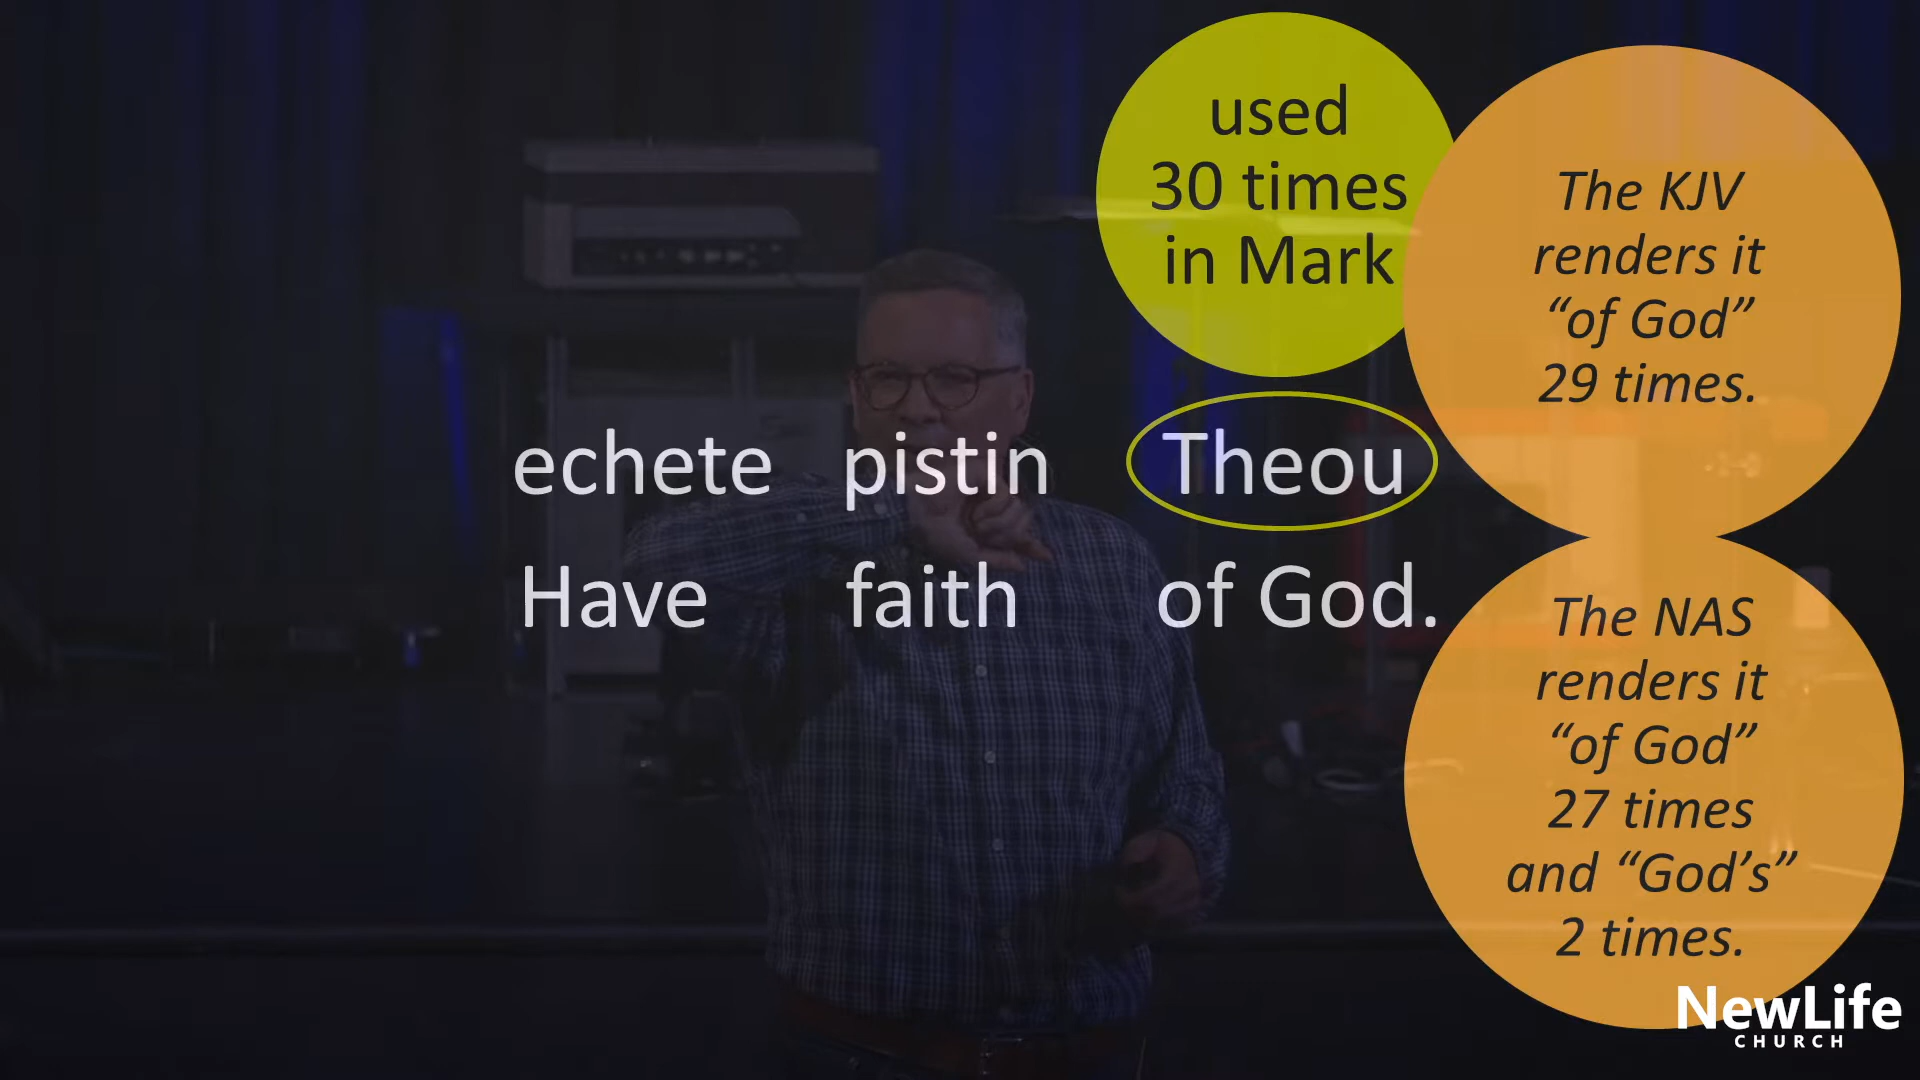 used
30 times
in Mark
The KJV
renders it
“of God”
29 times.
echete pistin Theou
Have faith of God.
The NAS
renders it
“of God”
27 times
and “God’s”
2 times.
NewLife
CHURCH